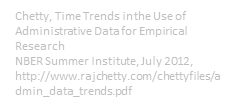 Chetty, Time Trends in the Use of
Administrative Data for Empirical
Research
NBER Summer Institute, July 2012,
http://www.rajchetty.com/chettyfiles/a
dmin_data_trends.pdf